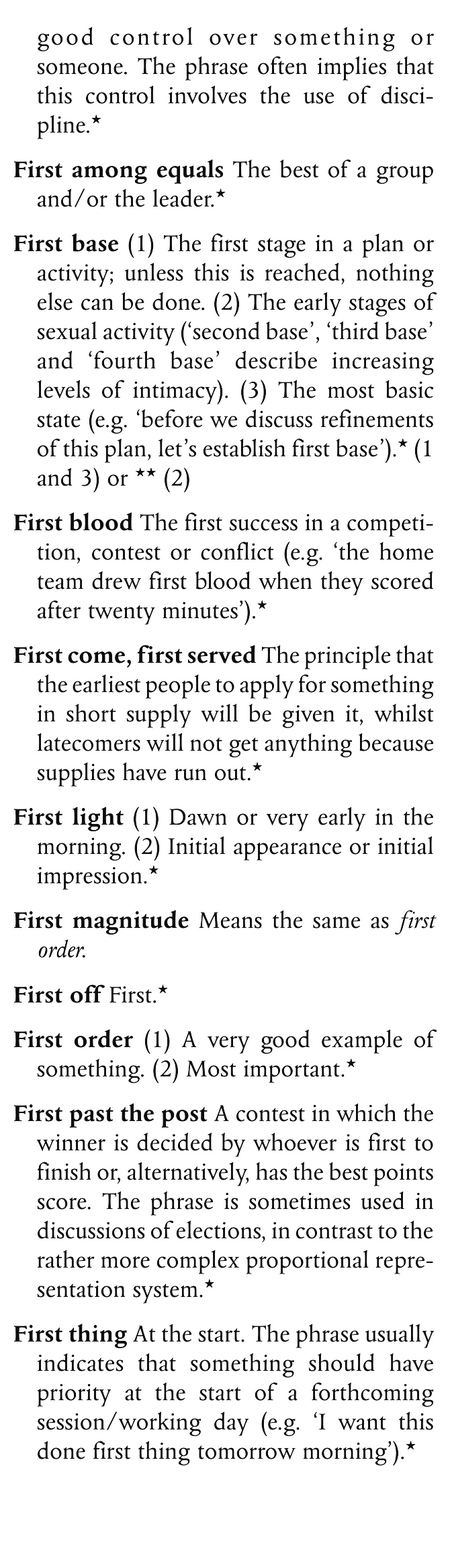 good control over something or
someone. The phrase often implies that
this control involves the use of disci-
pline.★
First among equals The best of a group
and/or the leader.★
First base (1) The first stage in a plan or
activity; unless this is reached, nothing
else can be done. (2) The early stages of
sexual activity (‘second base’, ‘third base’
and ‘fourth base’ describe increasing
levels of intimacy). (3) The most basic
state (e.g. ‘before we discuss refinements
of this plan, let’s establish first base’).★ (1
and 3) or ★★ (2)
First blood The first success in a competi-
tion, contest or conflict (e.g. ‘the home
team drew first blood when they scored
after twenty minutes’).★
First come, first served The principle that
the earliest people to apply for something
in short supply will be given it, whilst
latecomers will not get anything because
supplies have run out.★
First light (1) Dawn or very early in the
morning. (2) Initial appearance or initial
impression.★
First magnitude Means the same as first
order.
First off First.★
First order (1) A very good example of
something. (2) Most important.★
First past the post A contest in which the
winner is decided by whoever is first to
finish or, alternatively, has the best points
score. The phrase is sometimes used in
discussions of elections, in contrast to the
rather more complex proportional repre-
sentation system.★
First thing At the start. The phrase usually
indicates that something should have
priority at the start of a forthcoming
session/working day (e.g. ‘I want this
done first thing tomorrow morning’).★